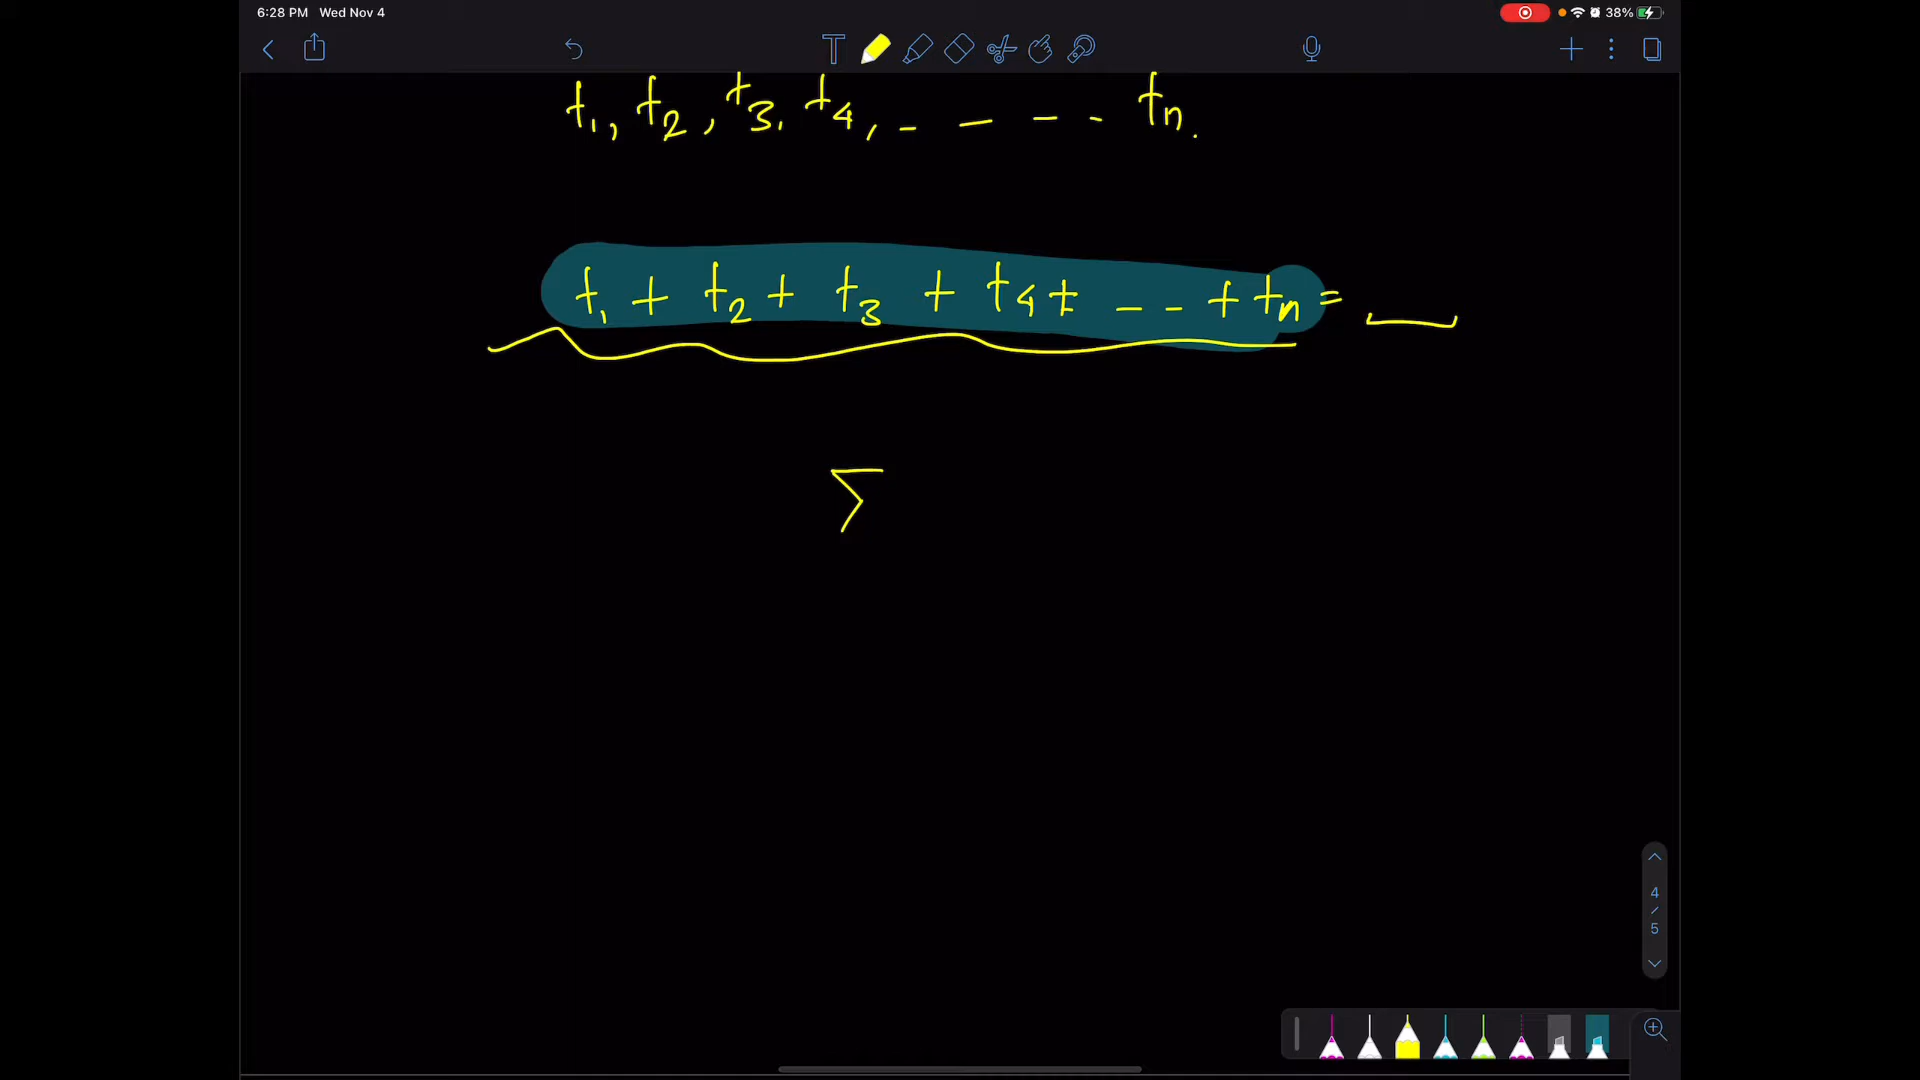 6:28 PM Wed Nov 4
38%
T
t₁, t₂, t₃, t₄, _ _ _ . tₙ.
t₁ + t₂ + t₃ + t₄ + _ _ + tₙ = __
Σ
4
/
5